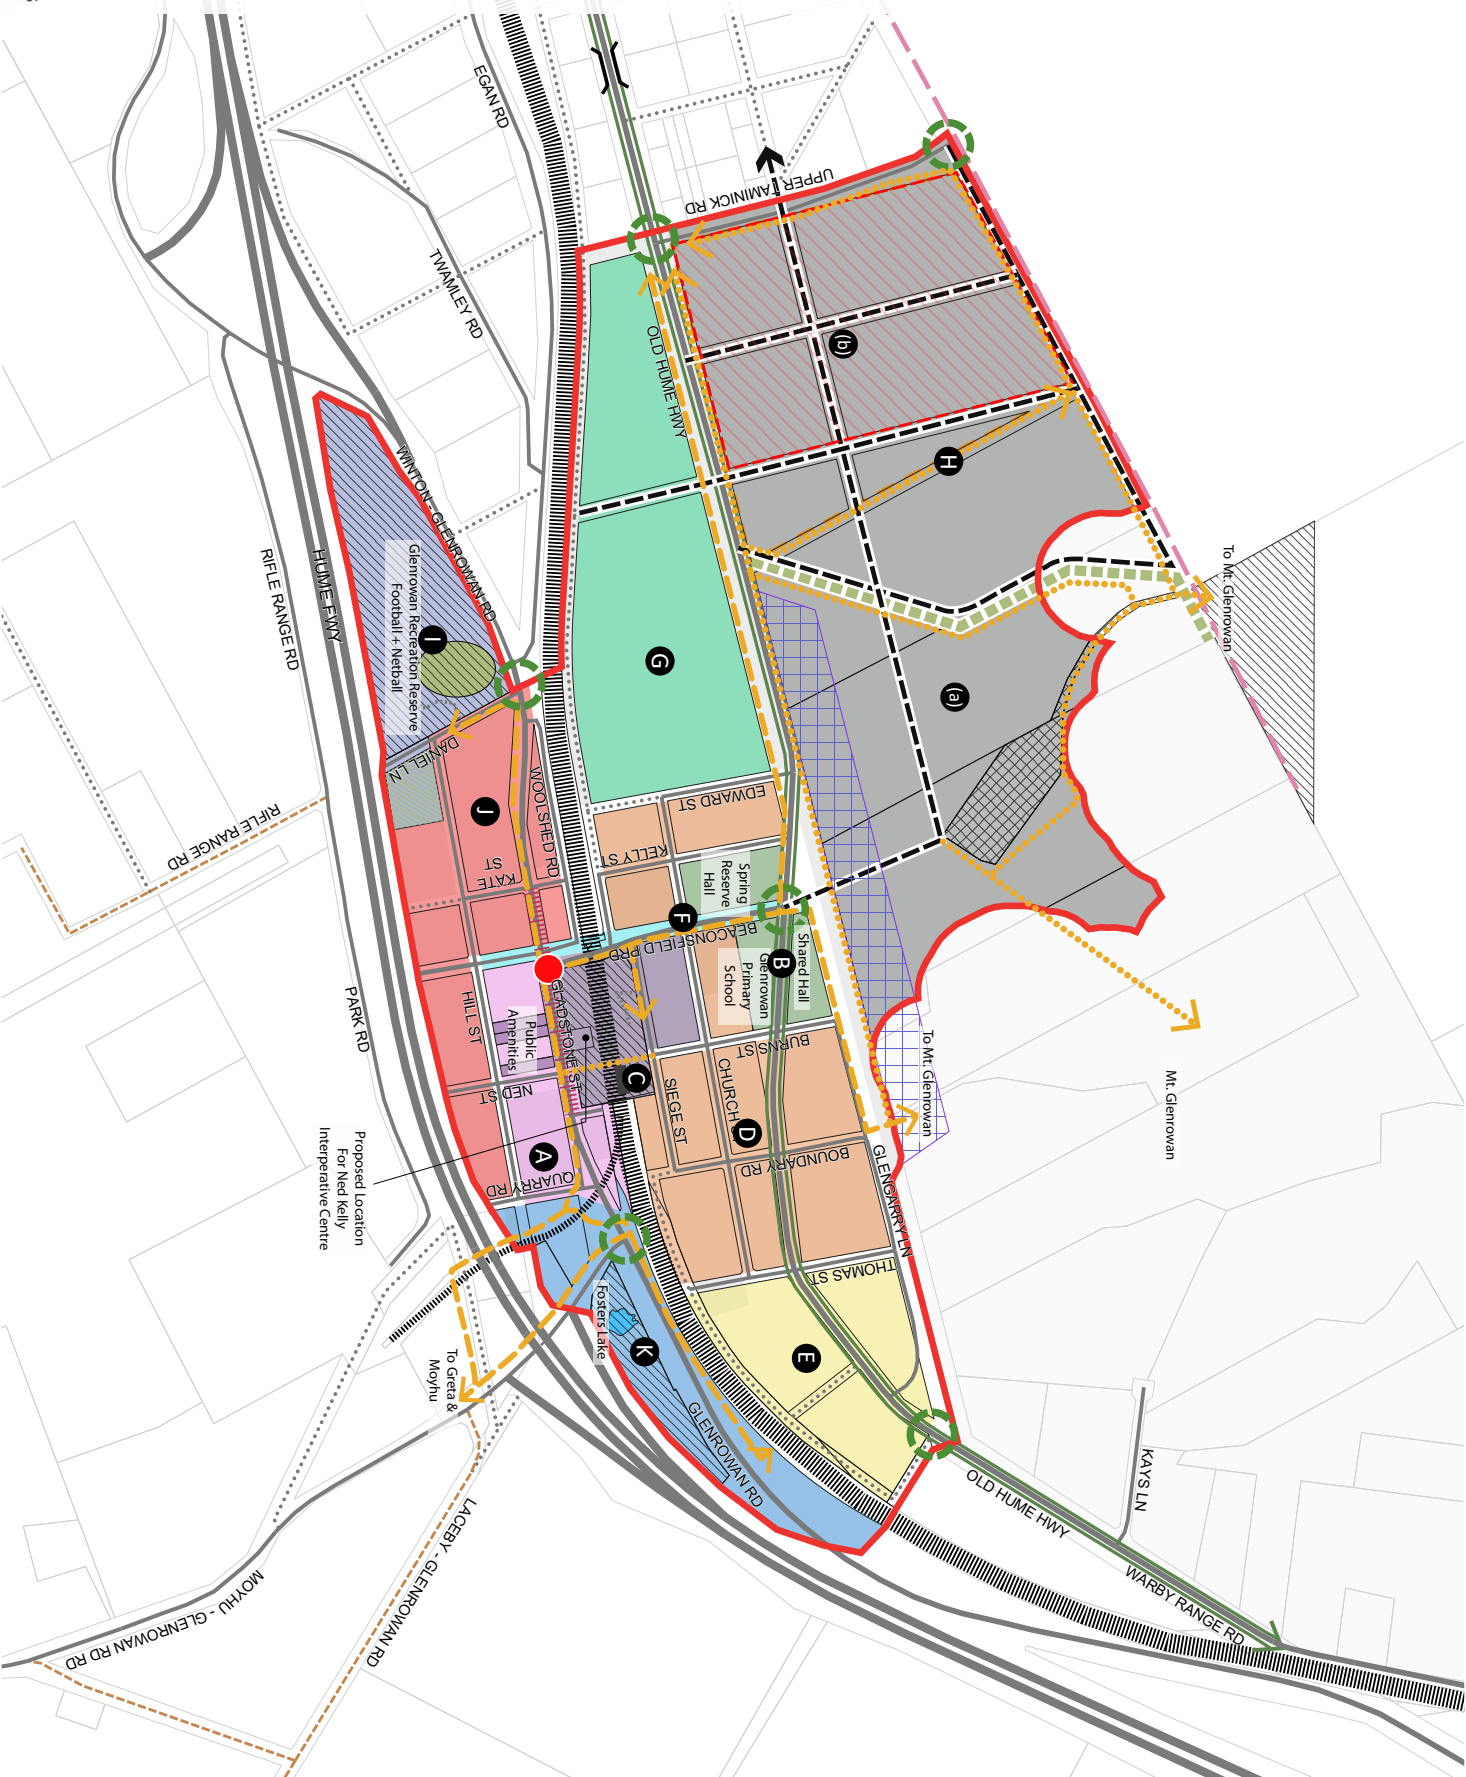 EGAN RD
TWAMLEY RD
UPPER TAMINICK RD
OLD HUME HWY
(b)
H
(a)
G
To Mt. Glenrowan
WINTON - GLENROWAN RD
HUME FWY
RIFLE RANGE RD
I
Glenrowan Recreation Reserve
Football + Netball
DANIEL LN
J
WOOLSHED RD
KATE
ST
EDWARD ST
KELLY ST
Spring
Reserve
Hall
F
BEACONSFIELD PRD
RIFLE RANGE RD
PARK RD
B
Shared Hall
Glenrowan
Primary
School
GLADSTONE ST
HILL ST
Public
Amenities
NED ST
C
BURNS ST
SIEGE ST
CHURCH
D
BOUNDARY RD
To Mt. Glenrowan
Mt. Glenrowan
A
QUARRY RD
Proposed Location
For Ned Kelly
Interperative Centre
GLENGARRY LN
THOMAS ST
E
Fosters Lake
K
GLENROWAN RD
To Greta &
Moyhu
OLD HUME HWY
KAYS LN
WARBY RANGE RD
LACEBY - GLENROWAN RD
MOYHU - GLENROWAN RD RD